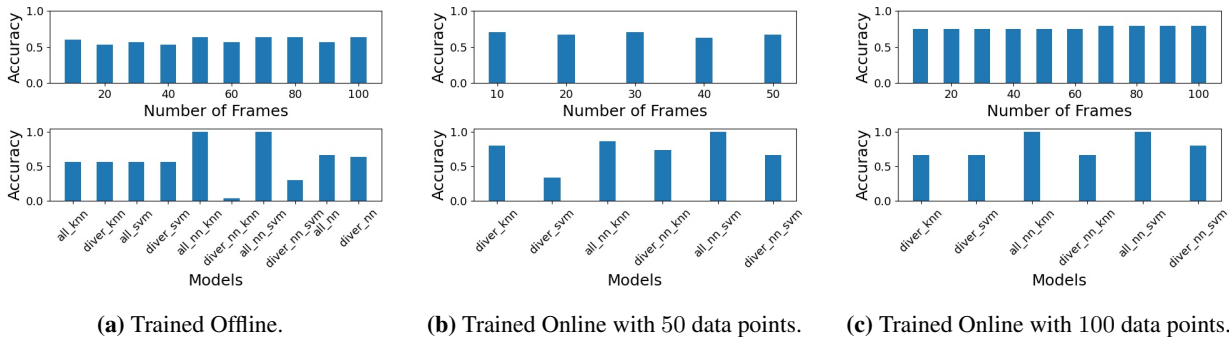 1.0
0.5
0.0
Accuracy
20 40 60 80 100
Number of Frames
1.0
0.5
0.0
Accuracy
all_knn diver_knn all_svm diver_svm all_nn_knn diver_nn_knn all_nn_svm diver_nn_svm all_nn diver_nn
Models
(a) Trained Offline.
1.0
0.5
0.0
Accuracy
10 20 30 40 50
Number of Frames
1.0
0.5
0.0
Accuracy
diver_knn diver_svm all_nn_knn diver_nn_knn all_nn_svm diver_nn_svm
Models
(b) Trained Online with 50 data points.
1.0
0.5
0.0
Accuracy
20 40 60 80 100
Number of Frames
1.0
0.5
0.0
Accuracy
diver_knn diver_svm all_nn_knn diver_nn_knn all_nn_svm diver_nn_svm
Models
(c) Trained Online with 100 data points.